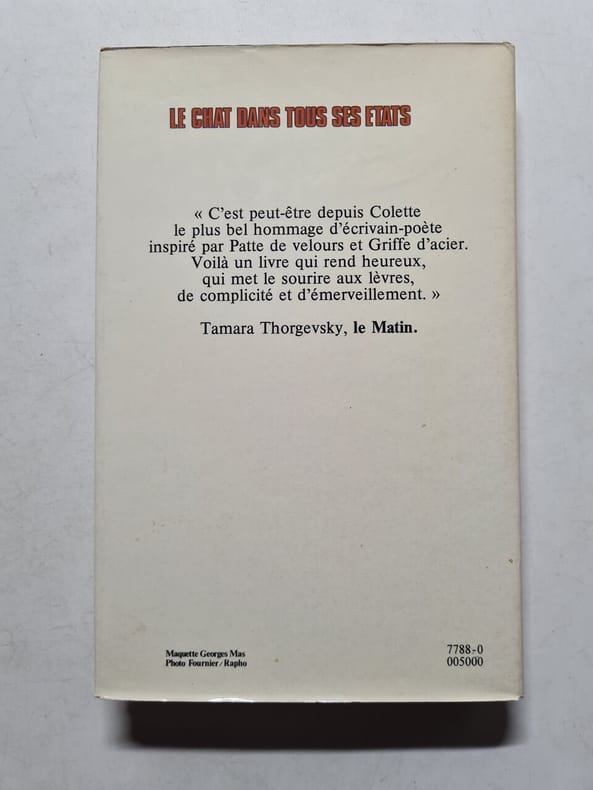 LE CHAT DANS TOUS SES ETATS
« C'est peut-être depuis Colette
le plus bel hommage d'écrivain-poète
inspiré par Patte de velours et Griffe d'acier.
Voilà un livre qui rend heureux,
qui met le sourire aux lèvres,
de complicité et d'émerveillement. »
Tamara Thorgevsky, le Matin.
Maquette Georges Mas
Photo Fournier/Rapho
7788-0
005000